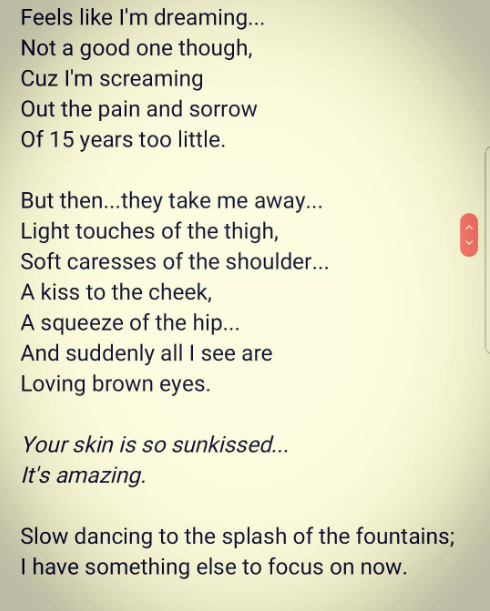 Feels like I'm dreaming...
Not a good one though,
Cuz I'm screaming
Out the pain and sorrow
Of 15 years too little.
But then...they take me away...
Light touches of the thigh,
Soft caresses of the shoulder...
A kiss to the cheek,
A squeeze of the hip...
And suddenly all I see are
Loving brown eyes.
Your skin is so sunkissed...
It's amazing.
Slow dancing to the splash of the fountains;
I have something else to focus on now.